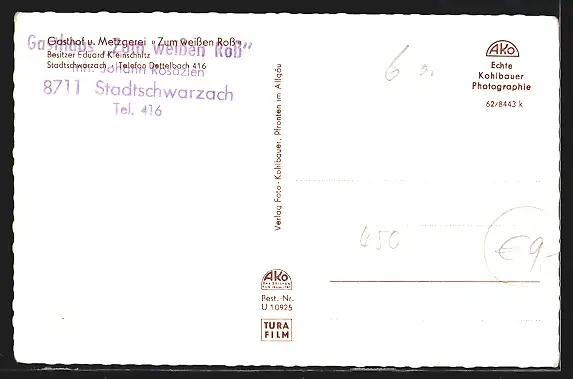 Gasthof u. Metzgerei »Zum weißen Roß«
Besitzer Eduard Kleinschnitz
Stadtschwarzach · Telefon Dettelbach 416
Gasthaus "Zum weißen Roß"
Inh. Johann
8711 Stadtschwarzach
Tel. 416
Verlag Foto-Kohlbauer, Pfronten im Allgäu
AKO
Best.-Nr.
U 10925
TURA
FILM
6
AKO
Echte
Kohlbauer
Photographie
62/8443 k
450
€ 9,-